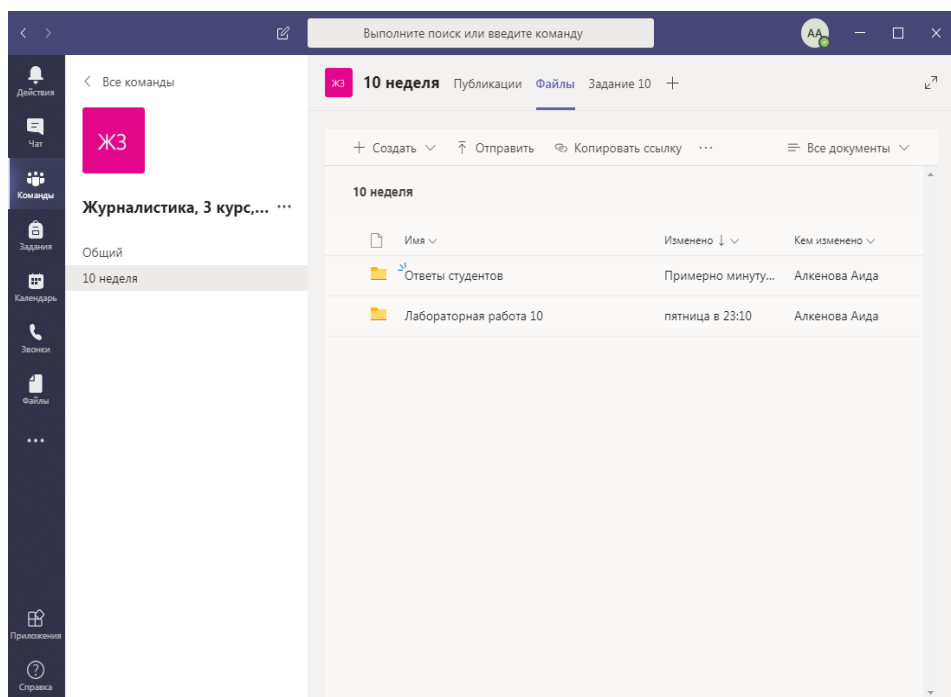 Выполните поиск или введите команду
АА
Действия
Чат
Команды
Задания
Календарь
Звонки
Файлы
Приложения
Справка
Все команды
ЖЗ
Журналистика, 3 курс,... ...
Общий
10 неделя
ЖЗ 10 неделя Публикации Файлы Задание 10 +
+ Создать Отправить Копировать ссылку ... Все документы
10 неделя
Имя Изменено ↓ Кем изменено
Ответы студентов Примерно минуту... Алкенова Аида
Лабораторная работа 10 пятница в 23:10 Алкенова Аида